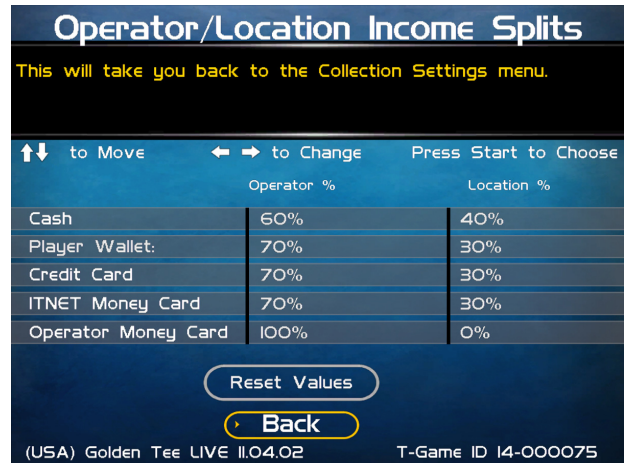 Operator/Location Income Splits
This will take you back to the Collection Settings menu.
to Move to Change Press Start to Choose
Operator % Location %
Cash 60% 40%
Player Wallet: 70% 30%
Credit Card 70% 30%
ITNET Money Card 70% 30%
Operator Money Card 100% 0%
Reset Values
Back
(USA) Golden Tee LIVE 11.04.02 T-Game ID 14-000075